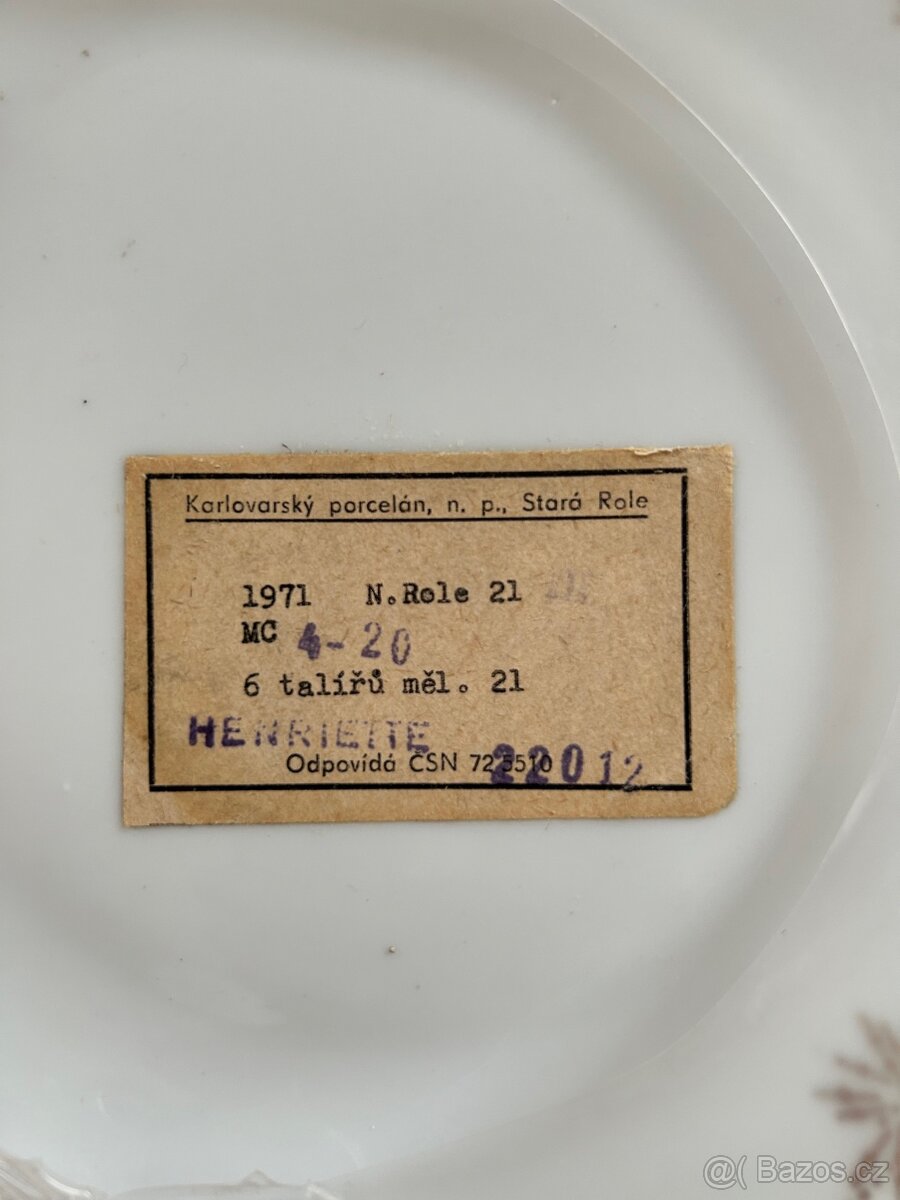 Karlovarský porcelán, n. p., Stará Role
1971 N.Role 21
MC 4-20
6 talířů měl. 21
HENRIETTE
Odpovídá ČSN 72 5510
22012
@( Bazos.cz